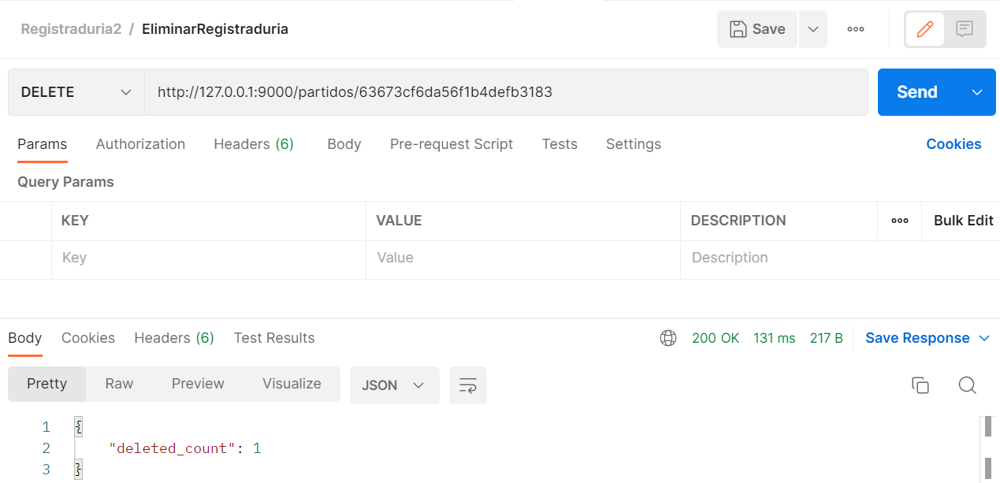 Registraduria2 / EliminarRegistraduria Save
DELETE http://127.0.0.1:9000/partidos/63673cf6da56f1b4defb3183 Send
Params Authorization Headers (6) Body Pre-request Script Tests Settings Cookies
Query Params
KEY VALUE DESCRIPTION Bulk Edit
Key Value Description
Body Cookies Headers (6) Test Results 200 OK 131 ms 217 B Save Response
Pretty Raw Preview Visualize JSON
1 {
2 "deleted_count": 1
3 }